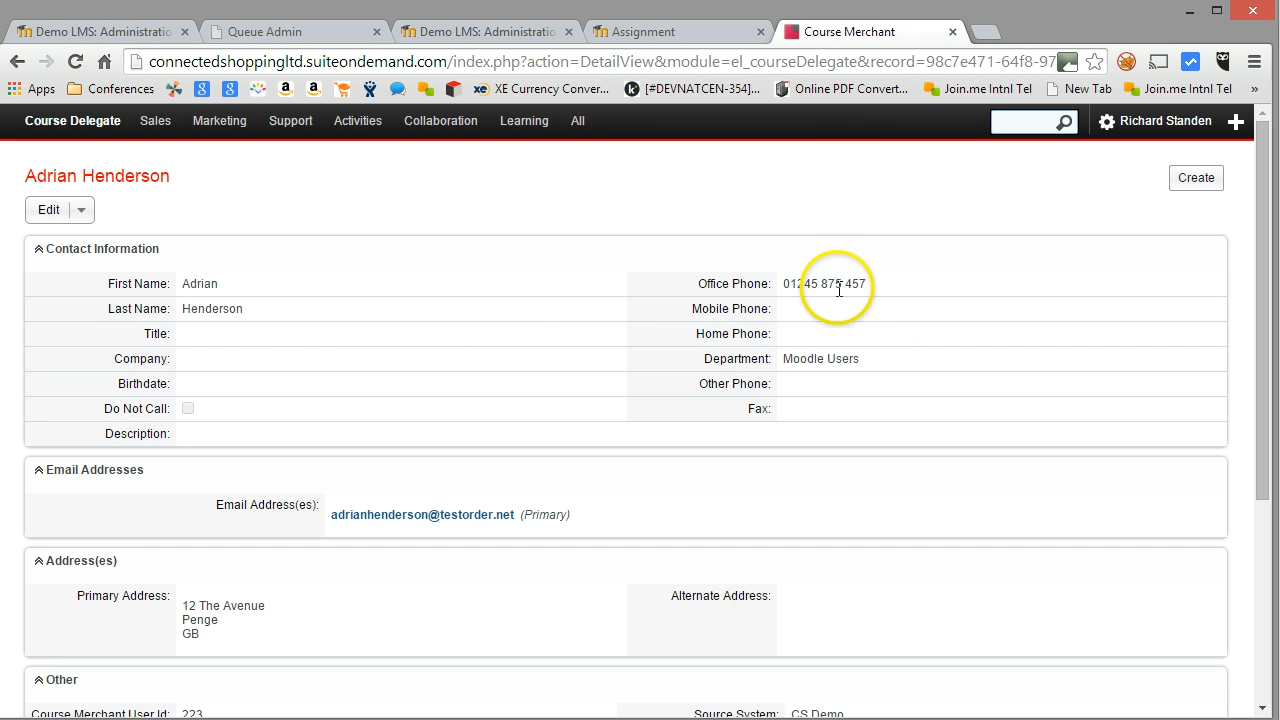 Demo LMS: Administratio
Queue Admin
Demo LMS: Administratio
Assignment
Course Merchant
connectedshoppingltd.suiteondemand.com/index.php?action=DetailView&module=el_courseDelegate&record=98c7e471-64f8-97
Apps
Conferences
XE Currency Conver...
[#DEVNATCEN-354]...
Online PDF Convert...
Join.me Intnl Tel
New Tab
Join.me Intnl Tel
»
Course Delegate
Sales
Marketing
Support
Activities
Collaboration
Learning
All
Richard Standen
Adrian Henderson
Create
Edit
Contact Information
First Name: Adrian
Office Phone: 01245 875 457
Last Name: Henderson
Mobile Phone:
Title:
Home Phone:
Company:
Department: Moodle Users
Birthdate:
Other Phone:
Do Not Call:
Fax:
Description:
Email Addresses
Email Address(es):
adrianhenderson@testorder.net (Primary)
Address(es)
Primary Address:
12 The Avenue
Penge
GB
Alternate Address:
Other
Course Merchant User Id: 223
Source System: CS Demo